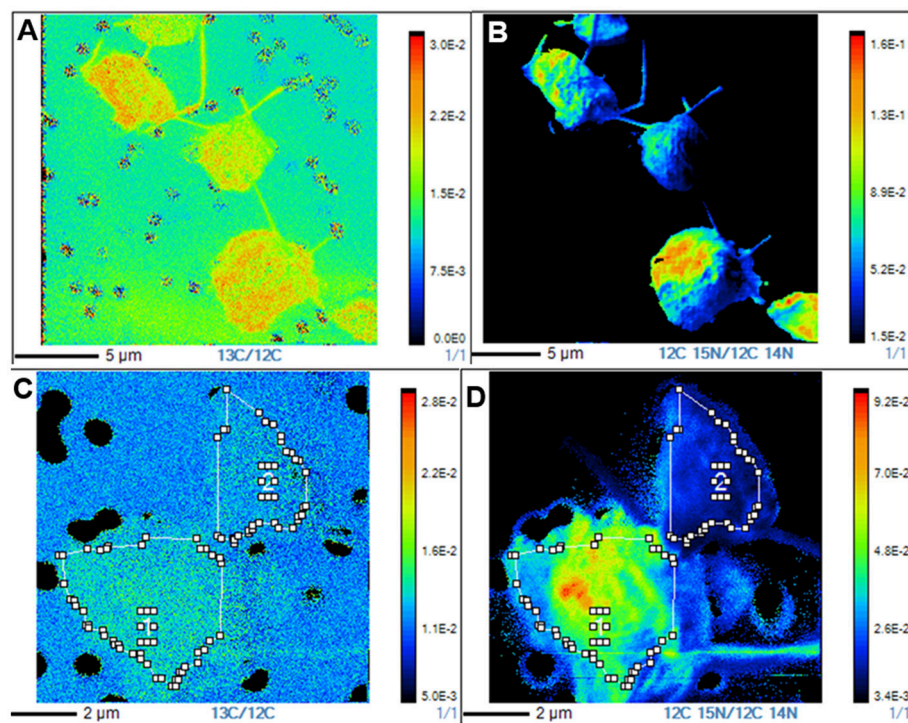 A
3.0E-2
2.2E-2
1.5E-2
7.5E-3
0.0E0
5 µm
13C/12C
1/1
B
1.6E-1
1.3E-1
8.9E-2
5.2E-2
1.5E-2
5 µm
12C 15N/12C 14N
1/1
C
2
1
2.8E-2
2.2E-2
1.6E-2
1.1E-2
5.0E-3
2 µm
13C/12C
1/1
D
2
1
9.2E-2
7.0E-2
4.8E-2
2.6E-2
3.4E-3
2 µm
12C 15N/12C 14N
1/1